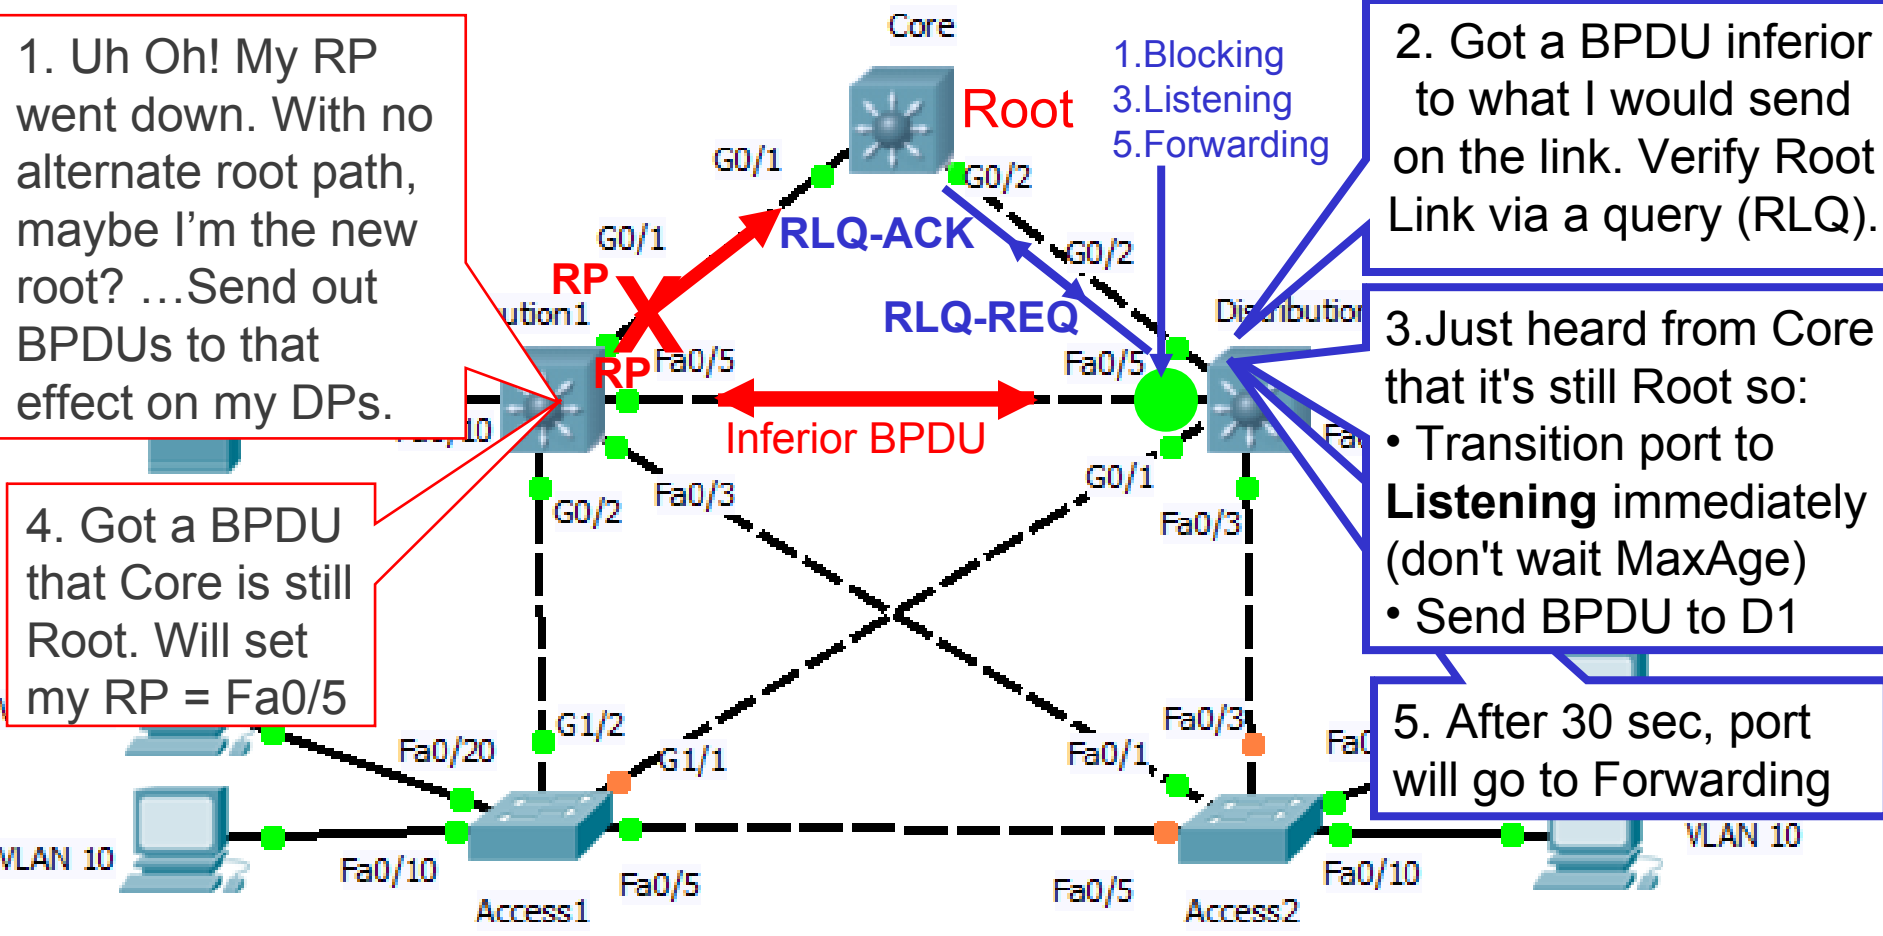 Core
1. Uh Oh! My RP
went down. With no
alternate root path,
maybe I’m the new
root? …Send out
BPDUs to that
effect on my DPs.
1.Blocking
3.Listening
5.Forwarding
2. Got a BPDU inferior
to what I would send
on the link. Verify Root
Link via a query (RLQ).
Root
G0/1
G0/2
RLQ-ACK
G0/1
G0/2
RP
X
RLQ-REQ
ution1
Distribution
3.Just heard from Core
that it's still Root so:
• Transition port to
Listening immediately
(don't wait MaxAge)
• Send BPDU to D1
Fa0/5
Fa0/5
RP
Inferior BPDU
G0/1
G0/2
Fa0/3
Fa0/3
4. Got a BPDU
that Core is still
Root. Will set
my RP = Fa0/5
5. After 30 sec, port
will go to Forwarding
G1/2
Fa0/3
Fa0/20
G1/1
Fa0/1
VLAN 10
VLAN 10
Fa0/10
Fa0/5
Fa0/5
Fa0/10
Access1
Access2